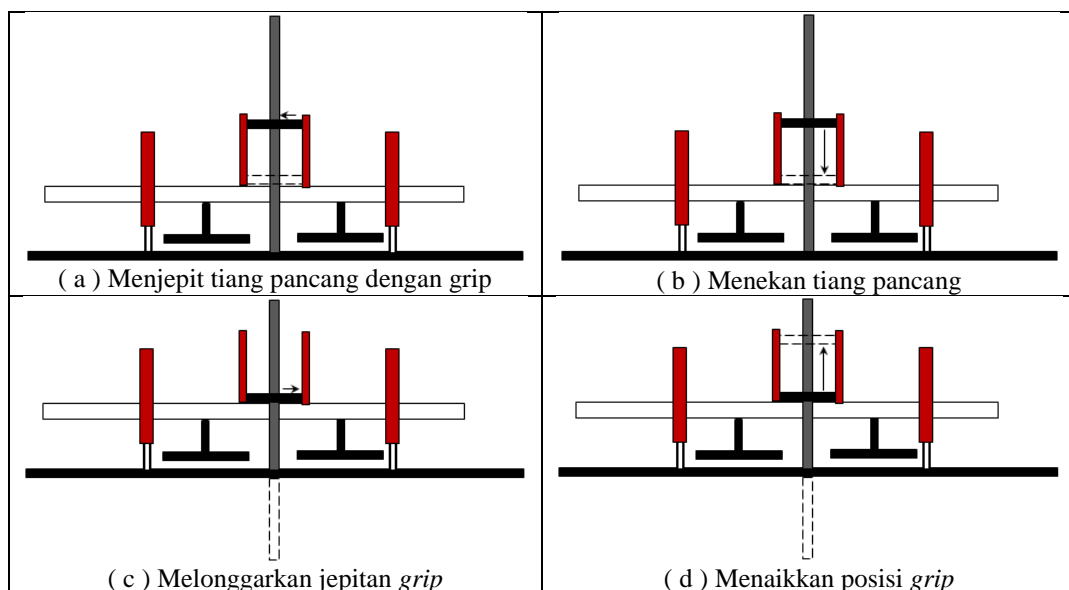 ( a ) Menjepit tiang pancang dengan grip
( b ) Menekan tiang pancang
( c ) Melonggarkan jepitan grip
( d ) Menaikkan posisi grip